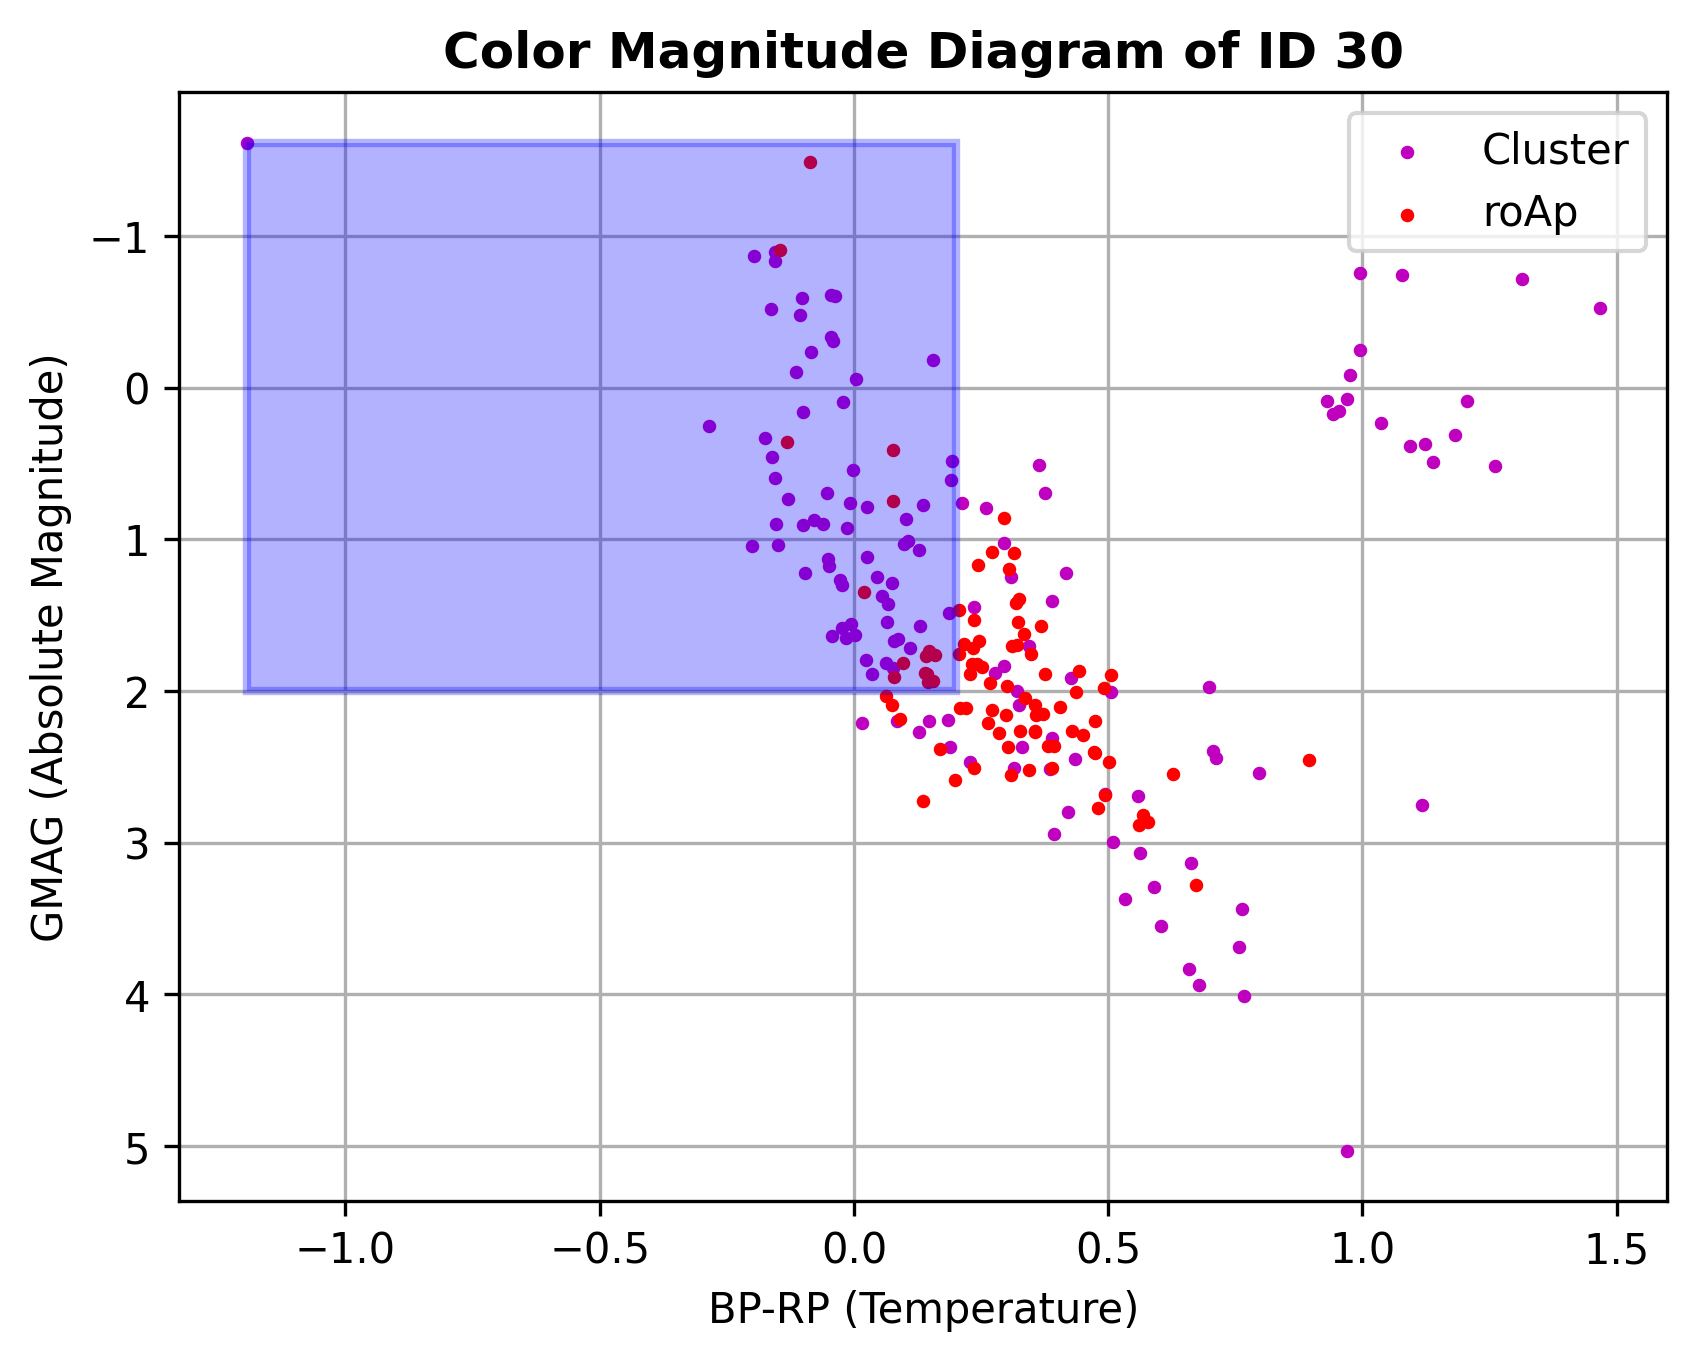 Color Magnitude Diagram of ID 30
Cluster
roAp
GMAG (Absolute Magnitude)
−1
0
1
2
3
4
5
−1.0 −0.5 0.0 0.5 1.0 1.5
BP-RP (Temperature)